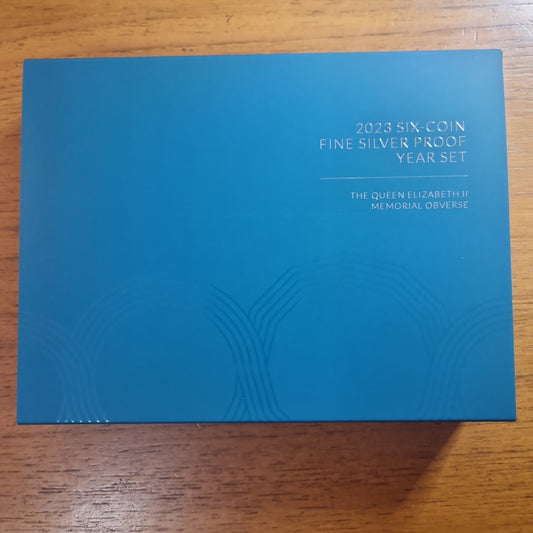 2023 SIX-COIN
FINE SILVER PROOF
YEAR SET
THE QUEEN ELIZABETH II
MEMORIAL OBVERSE